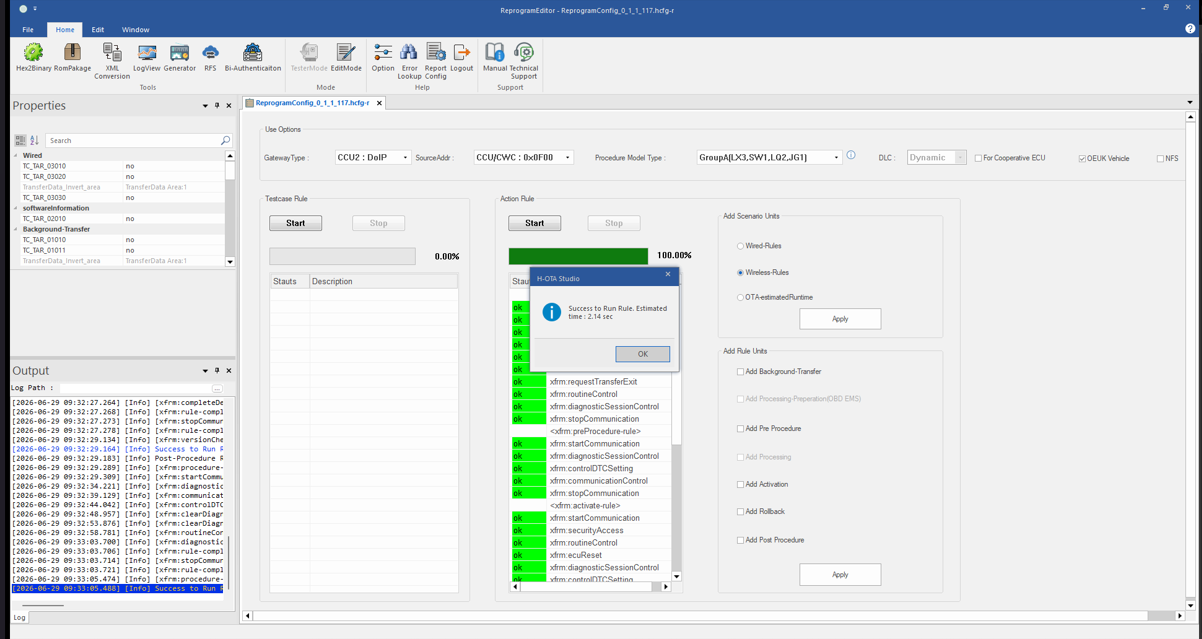 ReprogramEditor - ReprogramConfig_0_1_1_117.hcfg-r
File Home Edit Window
Hex2Binary RomPakage XML Conversion LogView Generator RFS Bi-Authenticaiton TesterMode EditMode Option Error Lookup Report Config Logout Manual Technical Support
Tools Mode Help Support
Properties
ReprogramConfig_0_1_1_117.hcfg-r
Search
Wired
TC_TAR_03010 no
TC_TAR_03020 no
TransferData_Invert_area TransferData Area:1
TC_TAR_03030 no
softwareInformation
TC_TAR_02010 no
Background-Transfer
TC_TAR_01010 no
TC_TAR_01011 no
TransferData_Invert_area TransferData Area:1
Output
Log Path :
...
[2026-06-29 09:32:27.264] [Info] [xfrm:completeDe
[2026-06-29 09:32:27.268] [Info] [xfrm:rule-compl
[2026-06-29 09:32:27.273] [Info] [xfrm:stopCommun
[2026-06-29 09:32:27.278] [Info] [xfrm:rule-compl
[2026-06-29 09:32:29.134] [Info] [xfrm:versionChe
[2026-06-29 09:32:29.164] [Info] Success to Run R
[2026-06-29 09:32:29.183] [Info] Post-Procedure R
[2026-06-29 09:32:29.289] [Info] [xfrm:procedure-
[2026-06-29 09:32:29.309] [Info] [xfrm:startCommu
[2026-06-29 09:32:34.221] [Info] [xfrm:diagnostic
[2026-06-29 09:32:39.129] [Info] [xfrm:communicat
[2026-06-29 09:32:44.042] [Info] [xfrm:controlDTC
[2026-06-29 09:32:48.957] [Info] [xfrm:clearDiagn
[2026-06-29 09:32:53.876] [Info] [xfrm:clearDiagr
[2026-06-29 09:32:58.781] [Info] [xfrm:routineCon
[2026-06-29 09:33:03.700] [Info] [xfrm:diagnostic
[2026-06-29 09:33:03.706] [Info] [xfrm:rule-compl
[2026-06-29 09:33:03.714] [Info] [xfrm:stopCommun
[2026-06-29 09:33:03.721] [Info] [xfrm:rule-compl
[2026-06-29 09:33:05.474] [Info] [xfrm:procedure-
[2026-06-29 09:33:05.488] [Info] Success to Run R
Log
Use Options
GatewayType : CCU2 : DoIP SourceAddr : CCU/CWC : 0x0F00 Procedure Model Type : GroupA(LX3,SW1,LQ2,JG1) DLC : Dynamic For Cooperative ECU OEUK Vehicle NFS
Testcase Rule
Start Stop
0.00%
Stauts Description
Action Rule
Start Stop
100.00%
Stau
ok
ok
ok
ok
ok
ok
ok xfrm:requestTransferExit
ok xfrm:routineControl
ok xfrm:diagnosticSessionControl
ok xfrm:stopCommunication
<xfrm:preProcedure-rule>
ok xfrm:startCommunication
ok xfrm:diagnosticSessionControl
ok xfrm:controlDTCSetting
ok xfrm:communicationControl
ok xfrm:stopCommunication
<xfrm:activate-rule>
ok xfrm:startCommunication
ok xfrm:securityAccess
ok xfrm:routineControl
ok xfrm:ecuReset
ok xfrm:diagnosticSessionControl
ok xfrm:controlDTCSetting
H-OTA Studio
Success to Run Rule. Estimated
time : 2.14 sec
OK
Add Scenario Units
Wired-Rules
Wireless-Rules
OTA-estimatedRuntime
Apply
Add Rule Units
Add Background-Transfer
Add Processing-Preperation(OBD EMS)
Add Pre Procedure
Add Processing
Add Activation
Add Rollback
Add Post Procedure
Apply